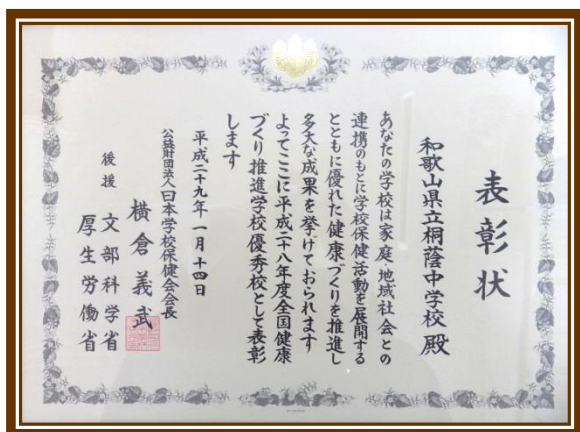 表彰状
和歌山県立桐蔭中学校 殿
あなたの学校は家庭 地域社会との
連携のもとに学校保健活動を展開する
とともに優れた健康づくりを推進し
多大な成果を挙げておられます
よってここに平成二十八年度全国健康
づくり推進学校優秀校として表彰
します
平成二十九年 一月 十四日
公益財団法人日本学校保健会会長
横倉義武
後援 文部科学省
厚生労働省